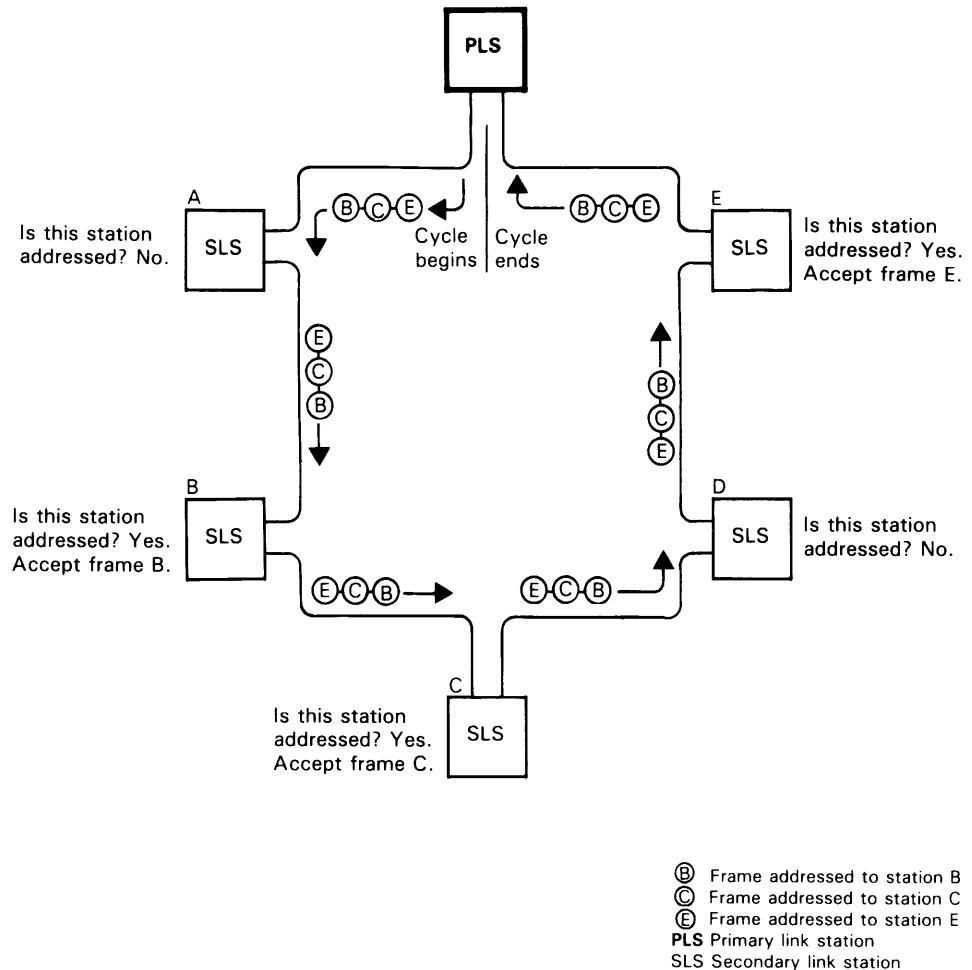 PLS
A
B C E
B C E
E
Is this station
addressed? No.
SLS
Cycle
begins
Cycle
ends
SLS
Is this station
addressed? Yes.
Accept frame E.
E
C
B
B
C
E
B
D
Is this station
addressed? Yes.
Accept frame B.
SLS
SLS
Is this station
addressed? No.
E C B
E C B
C
Is this station
addressed? Yes.
Accept frame C.
SLS
B Frame addressed to station B
C Frame addressed to station C
E Frame addressed to station E
PLS Primary link station
SLS Secondary link station